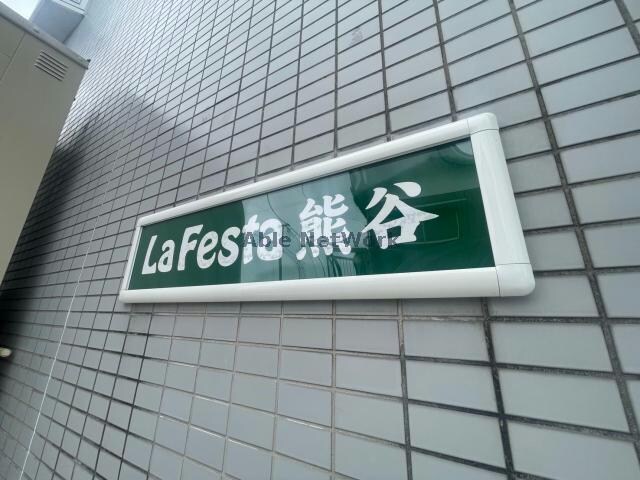 LaFesta 熊谷
Able NetWork